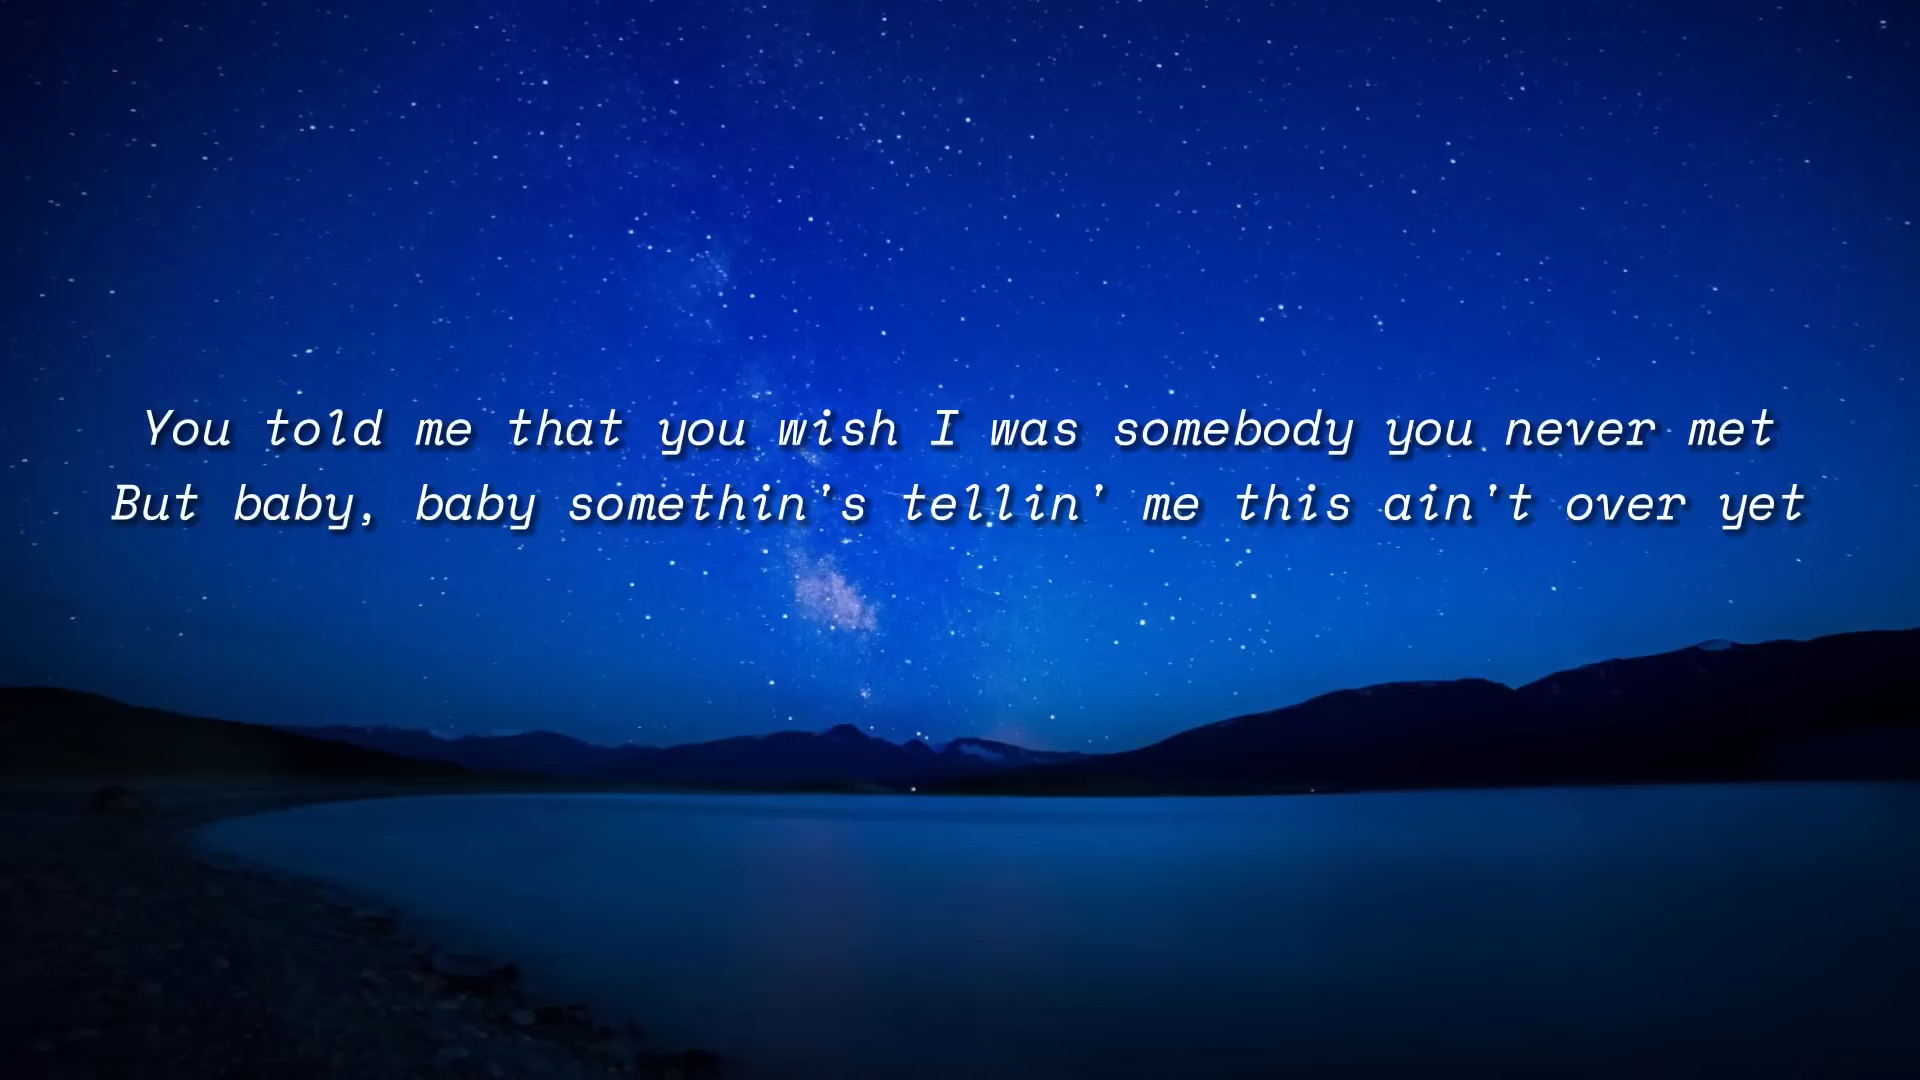 You told me that you wish I was somebody you never met
But baby, baby somethin's tellin' me this ain't over yet